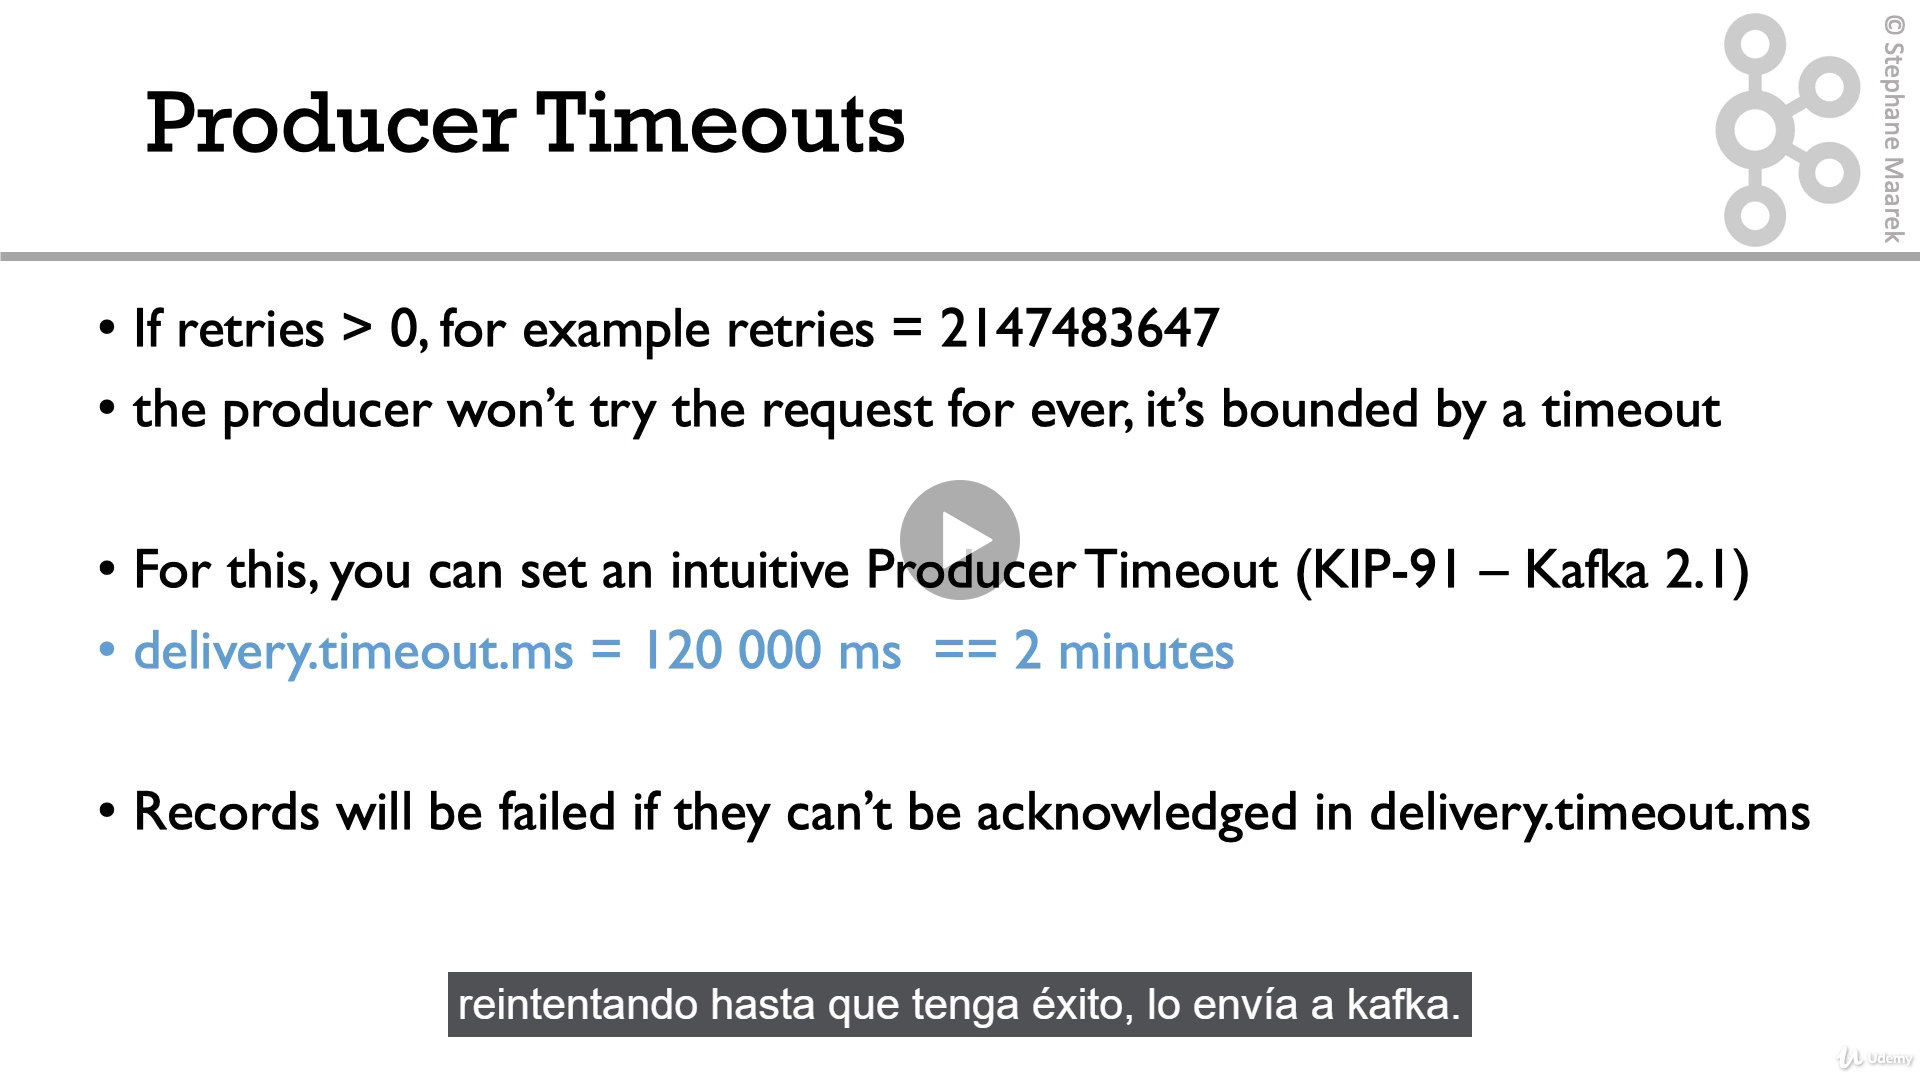 © Stephane Maarek
Producer Timeouts
• If retries > 0, for example retries = 2147483647
• the producer won’t try the request for ever, it’s bounded by a timeout
• For this, you can set an intuitive Producer Timeout (KIP-91 – Kafka 2.1)
• delivery.timeout.ms = 120 000 ms == 2 minutes
• Records will be failed if they can’t be acknowledged in delivery.timeout.ms
reintentando hasta que tenga éxito, lo envía a kafka.
Udemy